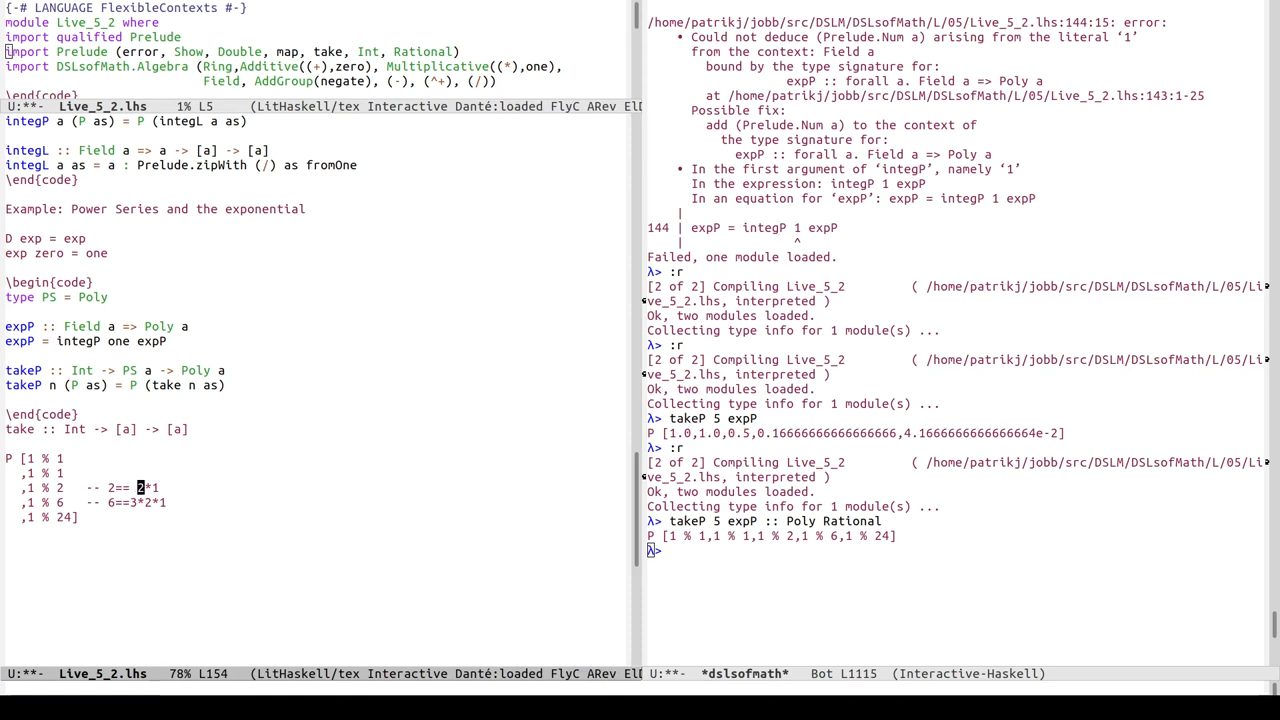 {-# LANGUAGE FlexibleContexts #-}
module Live_5_2 where
import qualified Prelude
import Prelude (error, Show, Double, map, take, Int, Rational)
import DSLsofMath.Algebra (Ring,Additive((+),zero), Multiplicative((*),one),
Field, AddGroup(negate), (-), (^+), (/))
\end{code}
U:**-  Live_5_2.lhs    1% L5     (LitHaskell/tex Interactive Danté:loaded FlyC ARev El
integP a (P as) = P (integL a as)
integL :: Field a => a -> [a] -> [a]
integL a as = a : Prelude.zipWith (/) as fromOne
\end{code}
Example: Power Series and the exponential
D exp = exp
exp zero = one
\begin{code}
type PS = Poly
expP :: Field a => Poly a
expP = integP one expP
takeP :: Int -> PS a -> Poly a
takeP n (P as) = P (take n as)
\end{code}
take :: Int -> [a] -> [a]
P [1 % 1
,1 % 1
,1 % 2   -- 2== 2*1
,1 % 6   -- 6==3*2*1
,1 % 24]
U:**-  Live_5_2.lhs   78% L154   (LitHaskell/tex Interactive Danté:loaded FlyC ARev El
/home/patrikj/jobb/src/DSLM/DSLsofMath/L/05/Live_5_2.lhs:144:15: error:
• Could not deduce (Prelude.Num a) arising from the literal ‘1’
from the context: Field a
bound by the type signature for:
expP :: forall a. Field a => Poly a
at /home/patrikj/jobb/src/DSLM/DSLsofMath/L/05/Live_5_2.lhs:143:1-25
Possible fix:
add (Prelude.Num a) to the context of
the type signature for:
expP :: forall a. Field a => Poly a
• In the first argument of ‘integP’, namely ‘1’
In the expression: integP 1 expP
In an equation for ‘expP’: expP = integP 1 expP
|
144 | expP = integP 1 expP
|               ^
Failed, one module loaded.
λ> :r
[2 of 2] Compiling Live_5_2         ( /home/patrikj/jobb/src/DSLM/DSLsofMath/L/05/Li
ve_5_2.lhs, interpreted )
Ok, two modules loaded.
Collecting type info for 1 module(s) ...
λ> :r
[2 of 2] Compiling Live_5_2         ( /home/patrikj/jobb/src/DSLM/DSLsofMath/L/05/Li
ve_5_2.lhs, interpreted )
Ok, two modules loaded.
Collecting type info for 1 module(s) ...
λ> takeP 5 expP
P [1.0,1.0,0.5,0.16666666666666666,4.1666666666666664e-2]
λ> :r
[2 of 2] Compiling Live_5_2         ( /home/patrikj/jobb/src/DSLM/DSLsofMath/L/05/Li
ve_5_2.lhs, interpreted )
Ok, two modules loaded.
Collecting type info for 1 module(s) ...
λ> takeP 5 expP :: Poly Rational
P [1 % 1,1 % 1,1 % 2,1 % 6,1 % 24]
λ>
U:**-  *dslsofmath*   Bot L1115  (Interactive-Haskell)